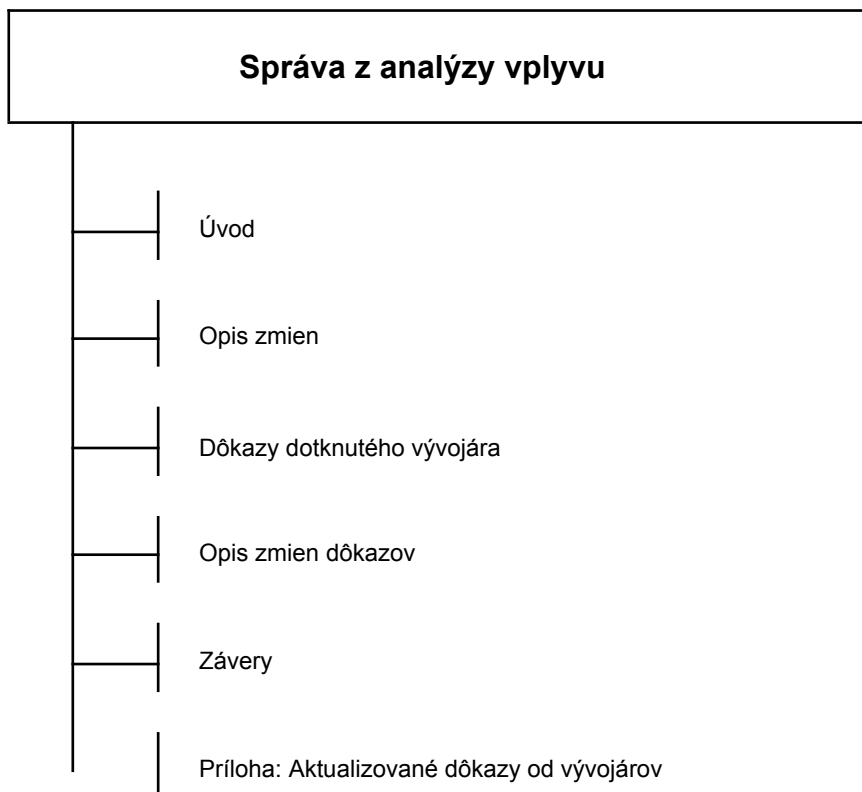 Správa z analýzy vplyvu
Úvod
Opis zmien
Dôkazy dotknutého vývojára
Opis zmien dôkazov
Závery
Príloha: Aktualizované dôkazy od vývojárov